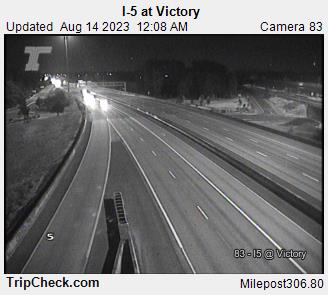 I-5 at Victory
Updated Aug 14 2023 12:08 AM Camera 83
T
S
83 - I5 @ Victory
TripCheck.com Milepost306.80